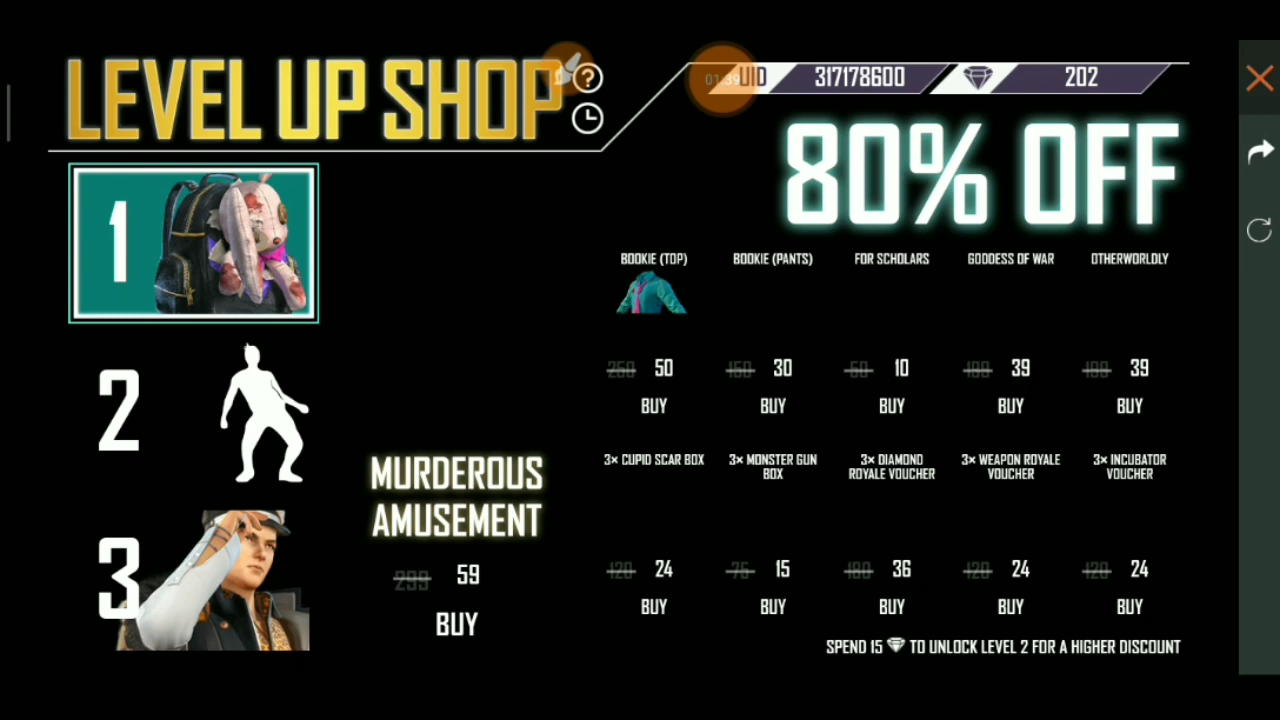 LEVEL UP SHOP
?
01:39
UID 317178600 202
80% OFF
1
2
3
BOOKIE (TOP) BOOKIE (PANTS) FOR SCHOLARS GODDESS OF WAR OTHERWORLDLY
250 50 150 30 50 10 39 39
BUY BUY BUY BUY BUY
3× CUPID SCAR BOX 3× MONSTER GUN BOX 3× DIAMOND ROYALE VOUCHER 3× WEAPON ROYALE VOUCHER 3× INCUBATOR VOUCHER
120 24 75 15 180 36 120 24 120 24
BUY BUY BUY BUY BUY
MURDEROUS
AMUSEMENT
299 59
BUY
SPEND 15 TO UNLOCK LEVEL 2 FOR A HIGHER DISCOUNT